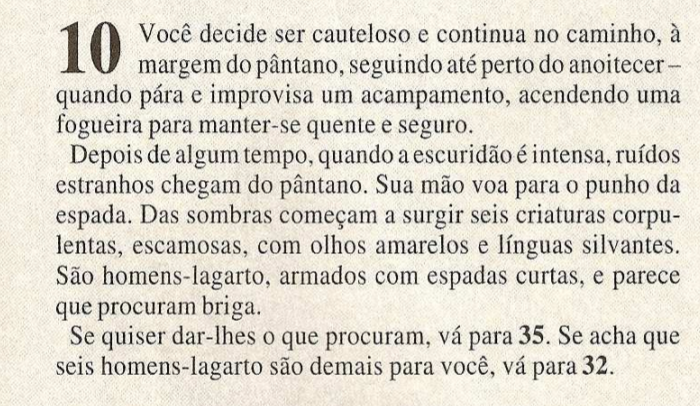 10 Você decide ser cauteloso e continua no caminho, à
margem do pântano, seguindo até perto do anoitecer –
quando pára e improvisa um acampamento, acendendo uma
fogueira para manter-se quente e seguro.
Depois de algum tempo, quando a escuridão é intensa, ruídos
estranhos chegam do pântano. Sua mão voa para o punho da
espada. Das sombras começam a surgir seis criaturas corpu-
lentas, escamosas, com olhos amarelos e línguas silvantes.
São homens-lagarto, armados com espadas curtas, e parece
que procuram briga.
Se quiser dar-lhes o que procuram, vá para 35. Se acha que
seis homens-lagarto são demais para você, vá para 32.